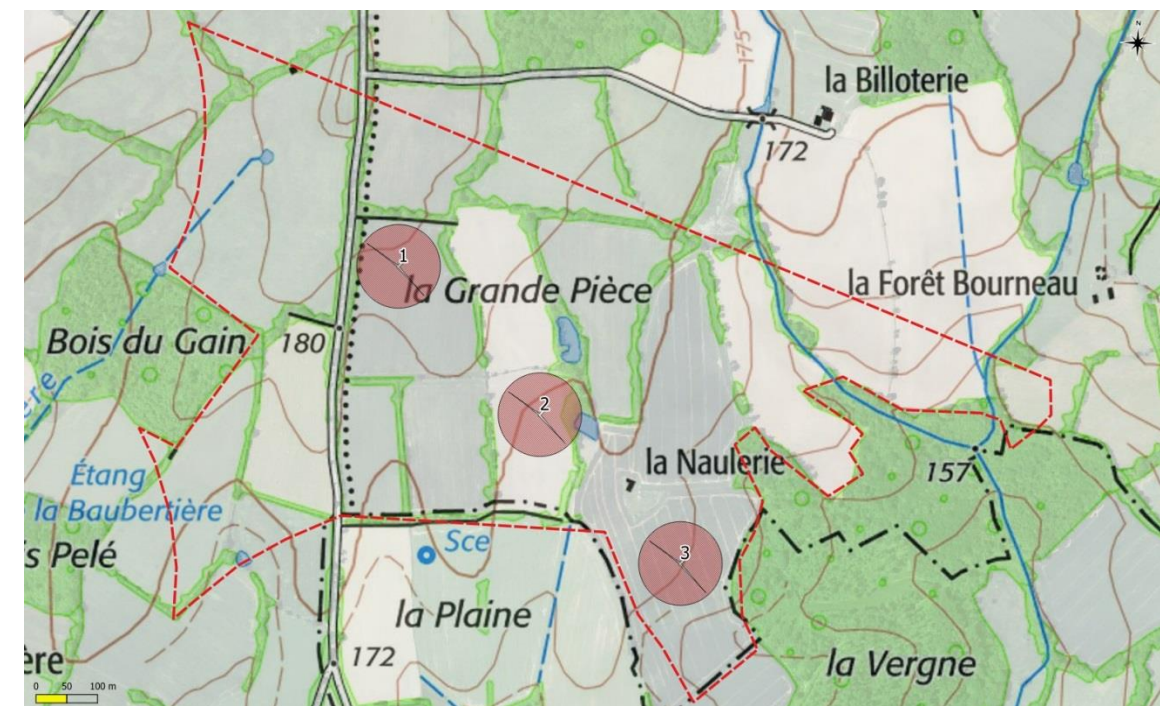 N
175
la Billoterie
172
1
la Grande Pièce
la Forêt Bourneau
Bois du Gain
180
2
la Naulerie
157
Étang
la Baubertière
Sce
3
s Pelé
la Plaine
ère
172
la Vergne
0 50 100 m